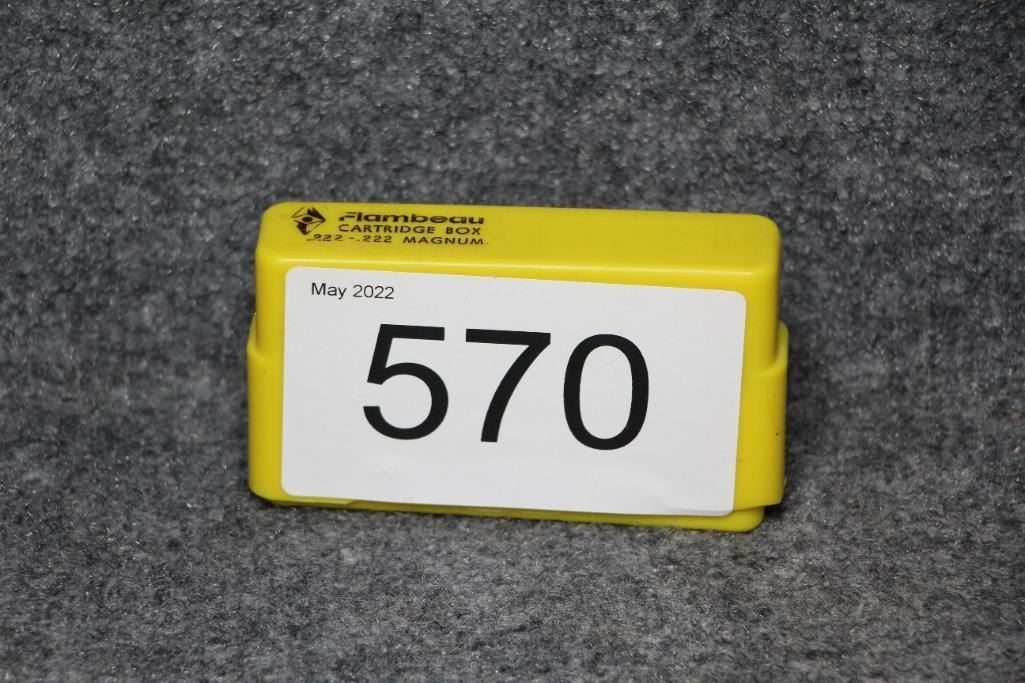 Flambeau
CARTRIDGE BOX
.222 - .222 MAGNUM
May 2022
570